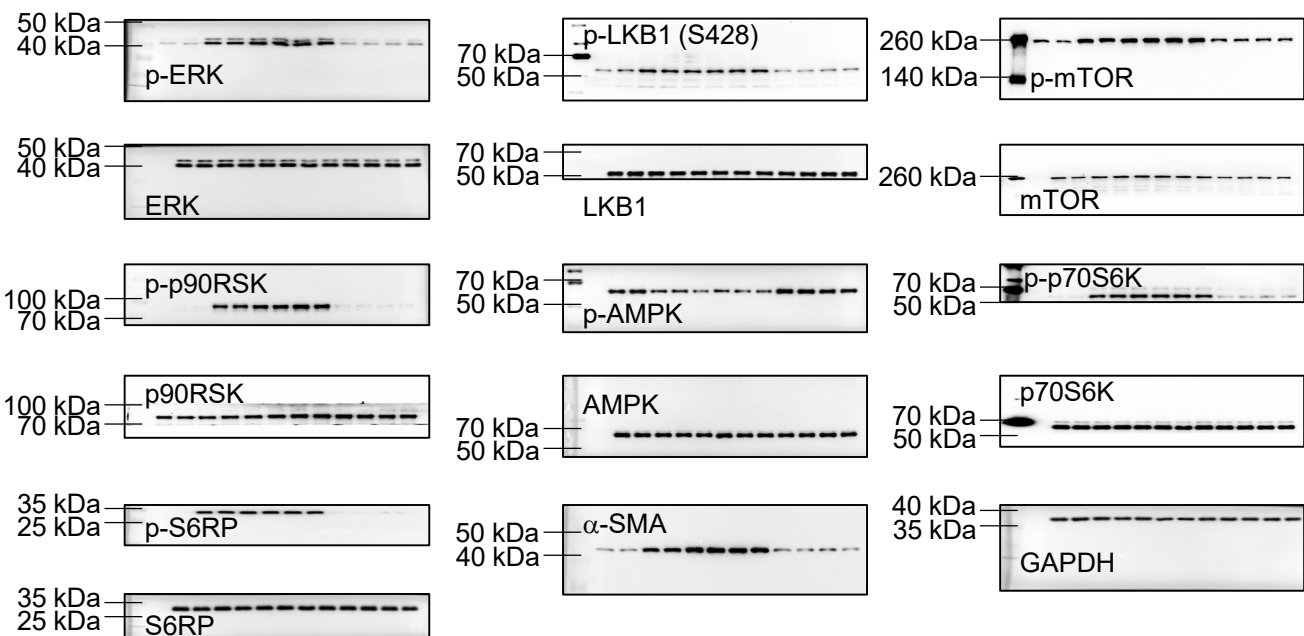 50 kDa
40 kDa
p-ERK
50 kDa
40 kDa
ERK
100 kDa
70 kDa
p-p90RSK
100 kDa
70 kDa
p90RSK
35 kDa
25 kDa
p-S6RP
35 kDa
25 kDa
S6RP
p-LKB1 (S428)
70 kDa
50 kDa
70 kDa
50 kDa
LKB1
70 kDa
50 kDa
p-AMPK
AMPK
70 kDa
50 kDa
α-SMA
50 kDa
40 kDa
260 kDa
140 kDa
p-mTOR
260 kDa
mTOR
p-p70S6K
70 kDa
50 kDa
p70S6K
70 kDa
50 kDa
40 kDa
35 kDa
GAPDH